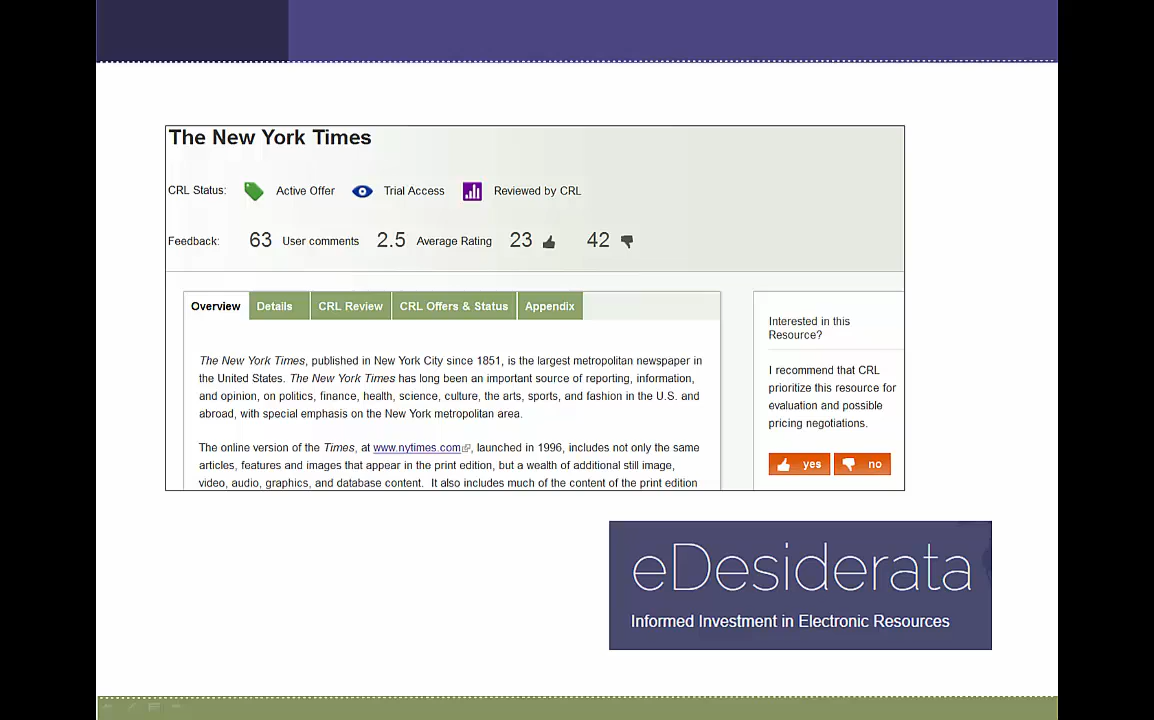 The New York Times
CRL Status: Active Offer Trial Access Reviewed by CRL
Feedback: 63 User comments 2.5 Average Rating 23 42
Overview Details CRL Review CRL Offers & Status Appendix
The New York Times, published in New York City since 1851, is the largest metropolitan newspaper in
the United States. The New York Times has long been an important source of reporting, information,
and opinion, on politics, finance, health, science, culture, the arts, sports, and fashion in the U.S. and
abroad, with special emphasis on the New York metropolitan area.
The online version of the Times, at www.nytimes.com, launched in 1996, includes not only the same
articles, features and images that appear in the print edition, but a wealth of additional still image,
video, audio, graphics, and database content. It also includes much of the content of the print edition
Interested in this
Resource?
I recommend that CRL
prioritize this resource for
evaluation and possible
pricing negotiations.
yes no
eDesiderata
Informed Investment in Electronic Resources